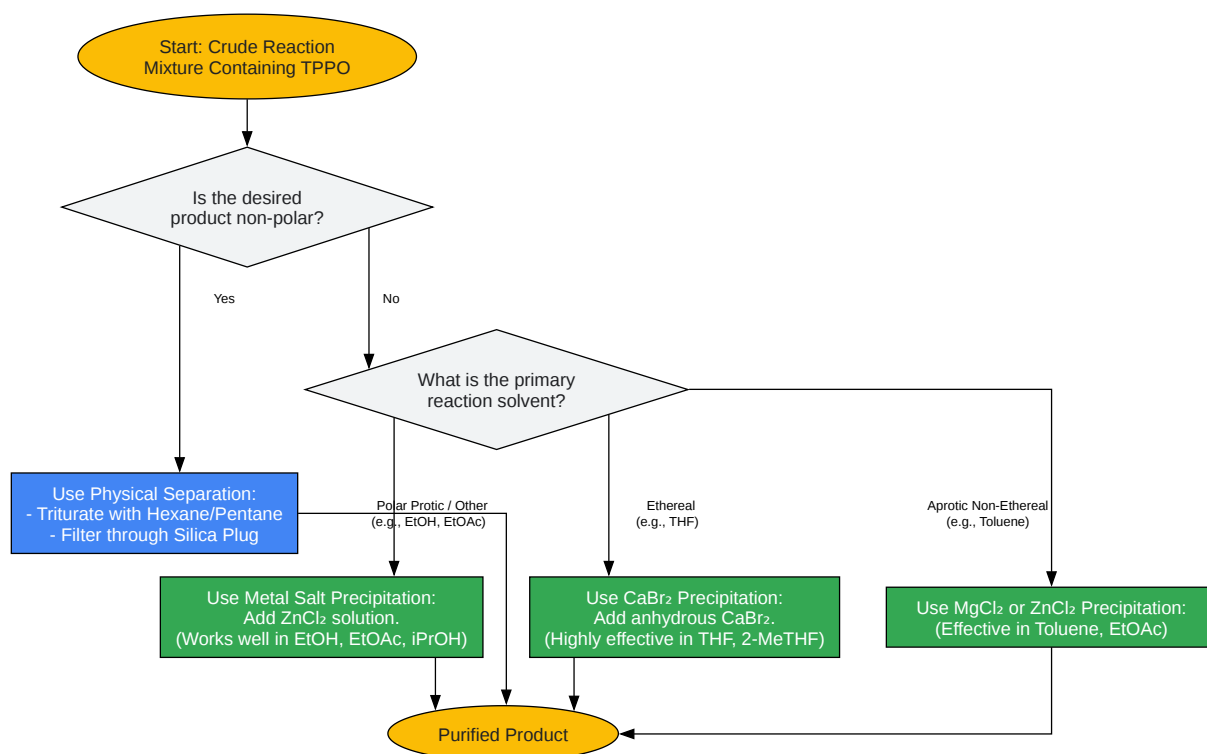 Start: Crude Reaction
Mixture Containing TPPO
Is the desired
product non-polar?
Yes
No
What is the primary
reaction solvent?
Use Physical Separation:
- Triturate with Hexane/Pentane
- Filter through Silica Plug
Polar Protic / Other
(e.g., EtOH, EtOAc)
Ethereal
(e.g., THF)
Aprotic Non-Ethereal
(e.g., Toluene)
Use Metal Salt Precipitation:
Add ZnCl₂ solution.
(Works well in EtOH, EtOAc, iPrOH)
Use CaBr₂ Precipitation:
Add anhydrous CaBr₂.
(Highly effective in THF, 2-MeTHF)
Use MgCl₂ or ZnCl₂ Precipitation:
(Effective in Toluene, EtOAc)
Purified Product